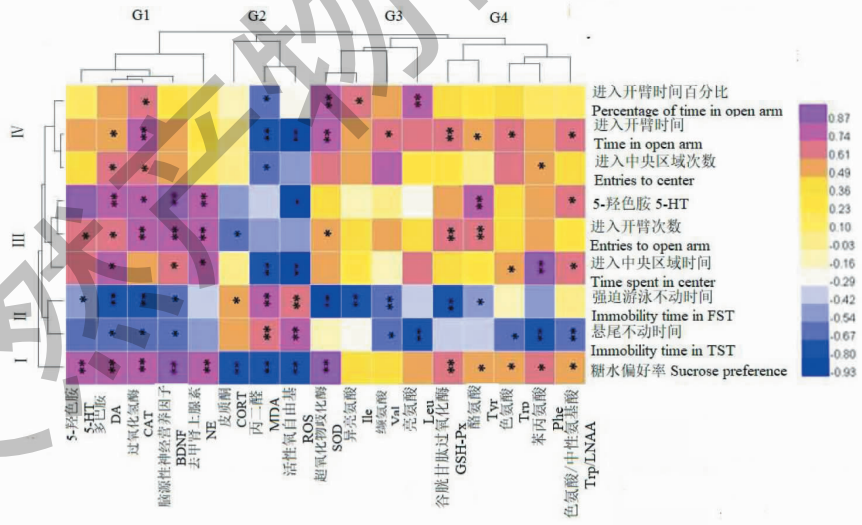 G1 G2 G3 G4
进入开臂时间百分比
Percentage of time in open arm
进入开臂时间
Time in open arm
进入中央区域次数
Entries to center
5-羟色胺 5-HT
进入开臂次数
Entries to open arm
进入中央区域时间
Time spent in center
强迫游泳不动时间
Immobility time in FST
悬尾不动时间
Immobility time in TST
糖水偏好率 Sucrose preference
IV
III
II
I
0.87
0.74
0.61
0.49
0.36
0.23
0.10
-0.03
-0.16
-0.29
-0.42
-0.54
-0.67
-0.80
-0.93
5-羟色胺
5-HT
多巴胺
DA
过氧化氢酶
CAT
脑源性神经营养因子
BDNF
去甲肾上腺素
NE
皮质酮
CORT
丙二醛
MDA
活性氧自由基
ROS
超氧化物歧化酶
SOD
异亮氨酸
Ile
缬氨酸
Val
亮氨酸
Leu
谷胱甘肽过氧化酶
GSH-Px
酪氨酸
Tyr
色氨酸
Trp
苯丙氨酸
Phe
色氨酸/中性氨基酸
Trp/LNAA
然产物